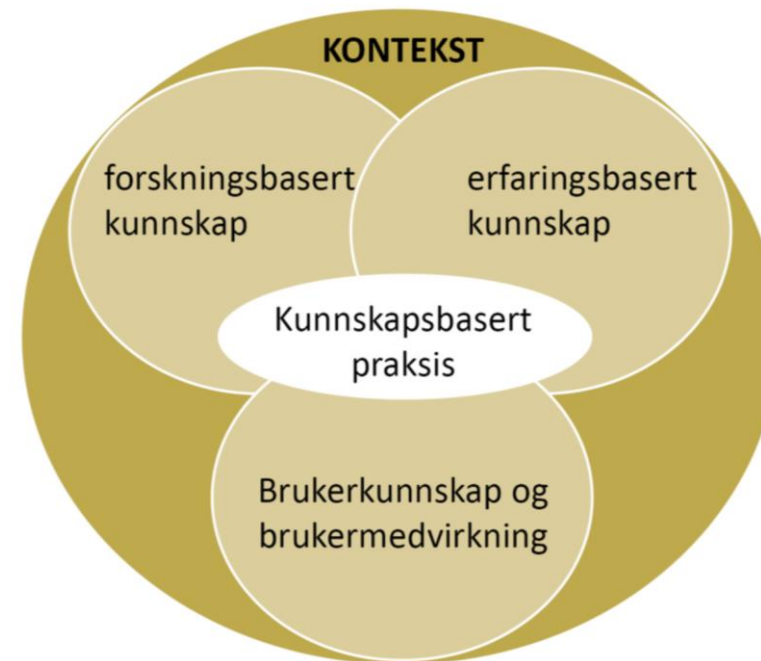 KONTEKST
forskningsbasert
kunnskap
erfaringsbasert
kunnskap
Kunnskapsbasert
praksis
Brukerkunnskap og
brukermedvirkning